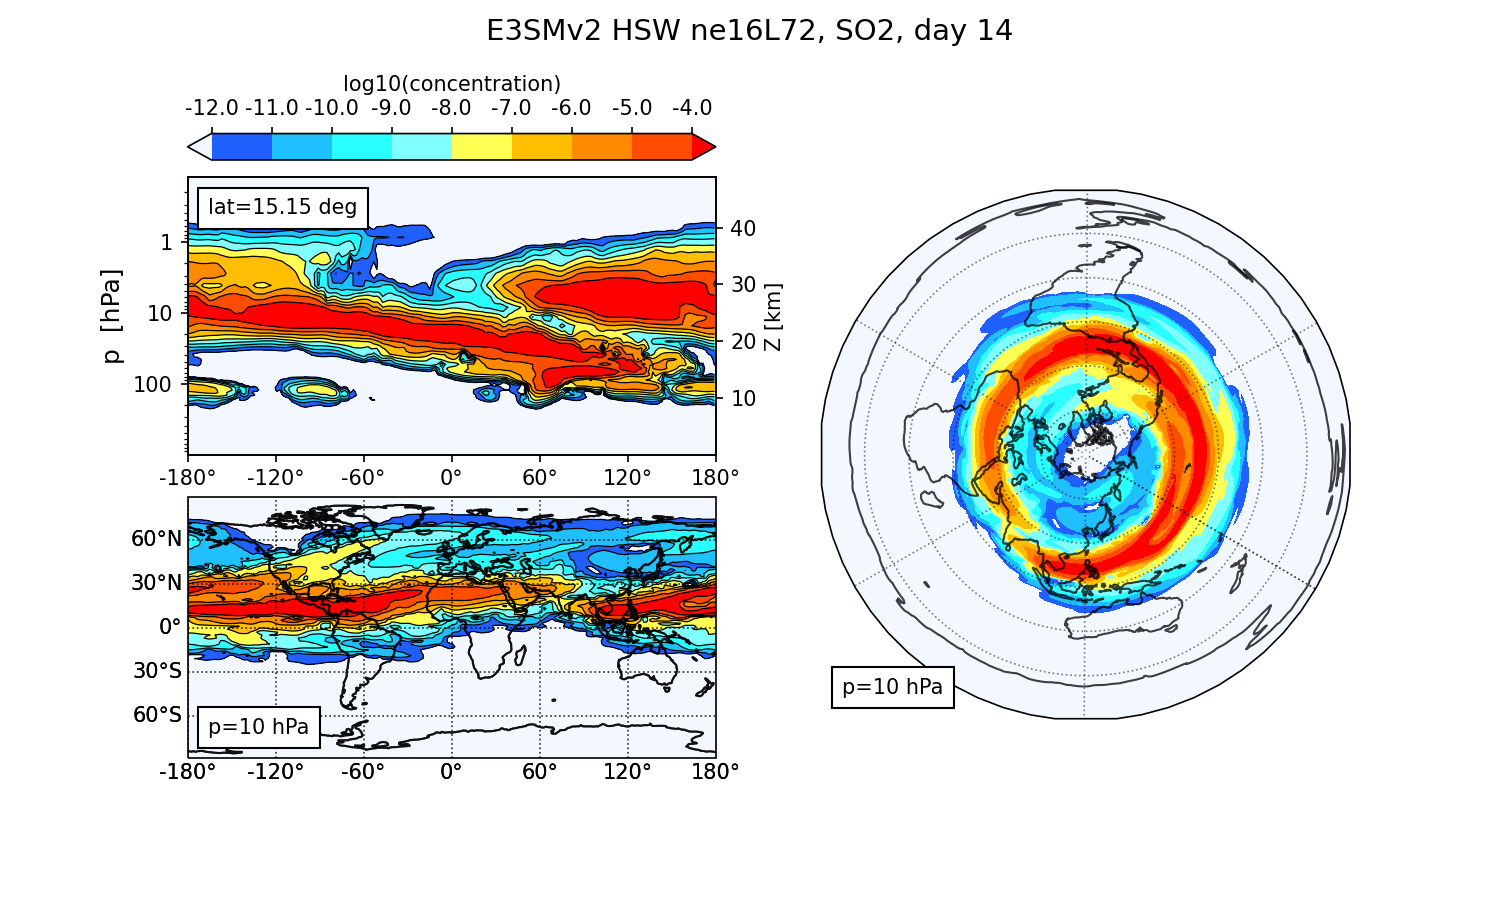 E3SMv2 HSW ne16L72, SO2, day 14
log10(concentration)
-12.0 -11.0 -10.0 -9.0 -8.0 -7.0 -6.0 -5.0 -4.0
lat=15.15 deg
p [hPa]
1
10
100
40
30
20
10
Z [km]
-180° -120° -60° 0° 60° 120° 180°
60°N
30°N
0°
30°S
60°S
p=10 hPa
-180° -120° -60° 0° 60° 120° 180°
p=10 hPa